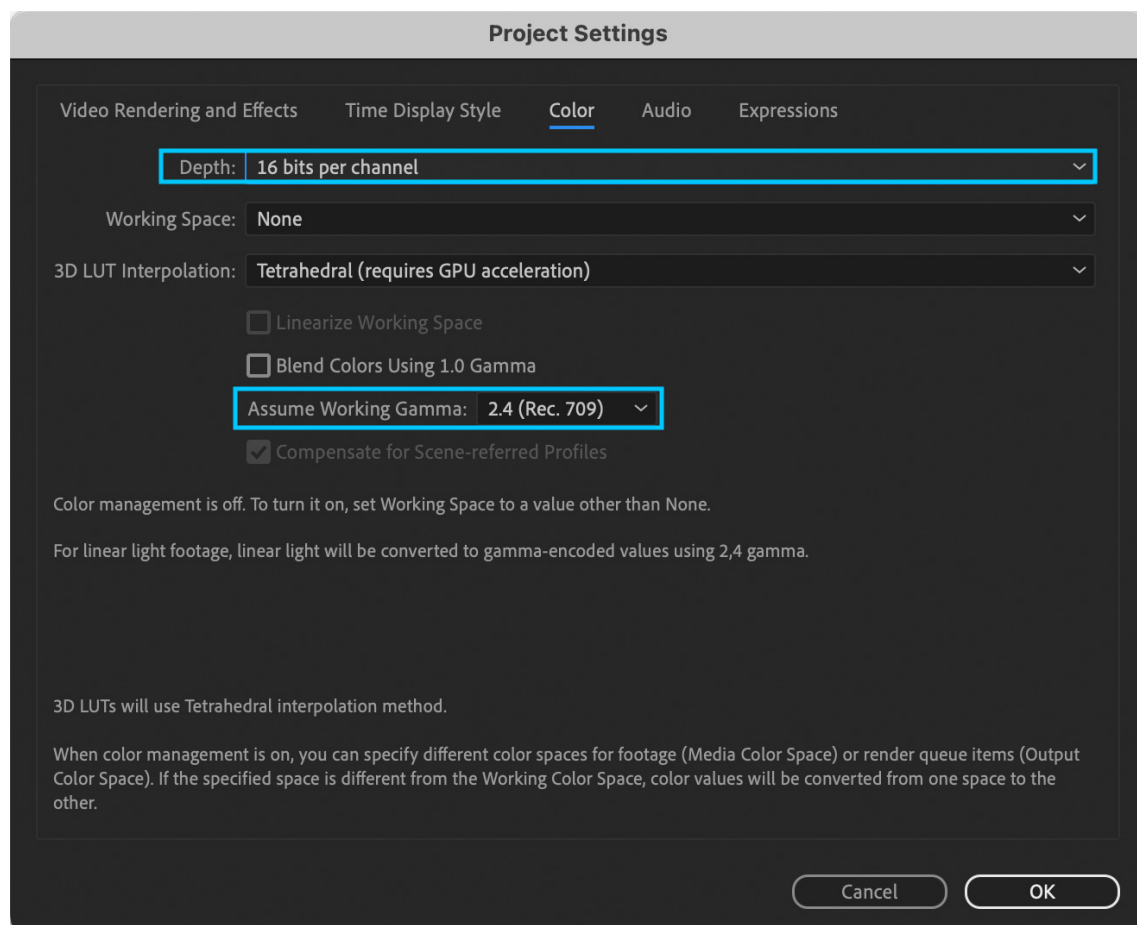 Project Settings
Video Rendering and Effects Time Display Style Color Audio Expressions
Depth: 16 bits per channel
Working Space: None
3D LUT Interpolation: Tetrahedral (requires GPU acceleration)
Linearize Working Space
Blend Colors Using 1.0 Gamma
Assume Working Gamma: 2.4 (Rec. 709)
Compensate for Scene-referred Profiles
Color management is off. To turn it on, set Working Space to a value other than None.
For linear light footage, linear light will be converted to gamma-encoded values using 2,4 gamma.
3D LUTs will use Tetrahedral interpolation method.
When color management is on, you can specify different color spaces for footage (Media Color Space) or render queue items (Output
Color Space). If the specified space is different from the Working Color Space, color values will be converted from one space to the
other.
Cancel OK